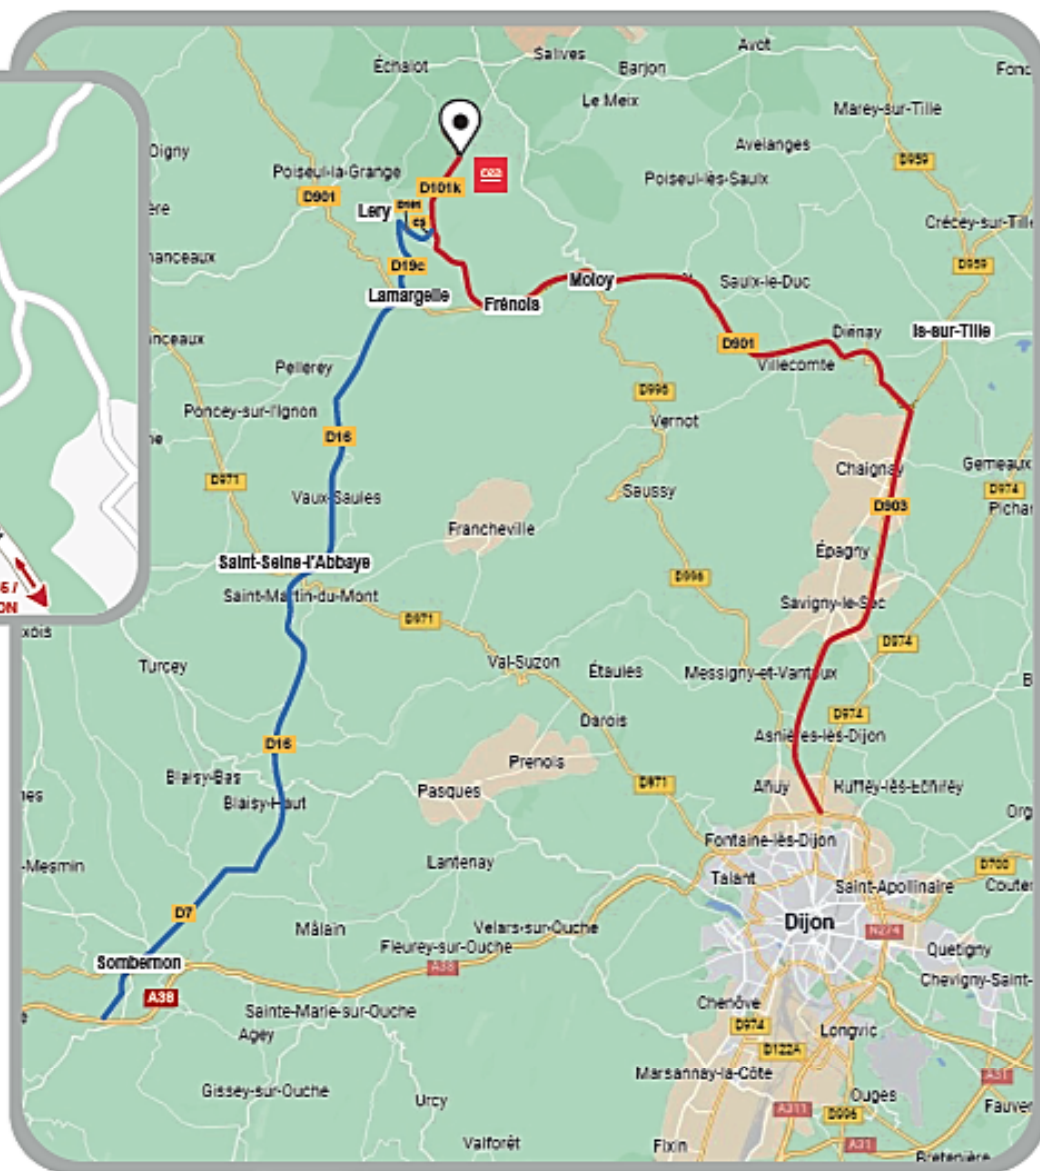 Échalot
Salives
Barjon
Avot
Le Meix
Marey-sur-Tille
Avelanges
D959
Poiseul-la-Grange
D901
D101k
cea
Poiseul-lès-Saulx
Lery
Crécey-sur-Tille
D959
D19c
Lamargelle
Frénois
Moloy
Saulx-le-Duc
D901
Diénay
Is-sur-Tille
Villecomte
Pellerey
D996
Poncey-sur-l'Ignon
Vernot
D16
Chaignay
Gemeaux
D971
D974
Saussy
D903
Vaux-Saules
Francheville
Épagny
Saint-Seine-l'Abbaye
D996
Saint-Martin-du-Mont
Savigny-le-Sec
D971
D974
Turcey
Val-Suzon
Étaules
Messigny-et-Vantoux
Darois
D974
Asnières-lès-Dijon
D16
Prenois
Blaisy-Bas
Blaisy-Haut
Pasques
D971
Ahuy
Ruffey-lès-Echirey
Fontaine-lès-Dijon
-Mesmin
Lantenay
Talant
Saint-Apollinaire
D700
D7
Mâlain
Velars-sur-Ouche
Dijon
N274
Fleurey-sur-Ouche
Quetigny
Sombernon
A38
A38
Chevigny-Saint-
Sainte-Marie-sur-Ouche
Chenôve
Agey
D974
Longvic
D122A
Marsannay-la-Côte
A31
Gissey-sur-Ouche
Urcy
Ouges
A311
D996
Valforêt
Fixin
A31
Bretenière